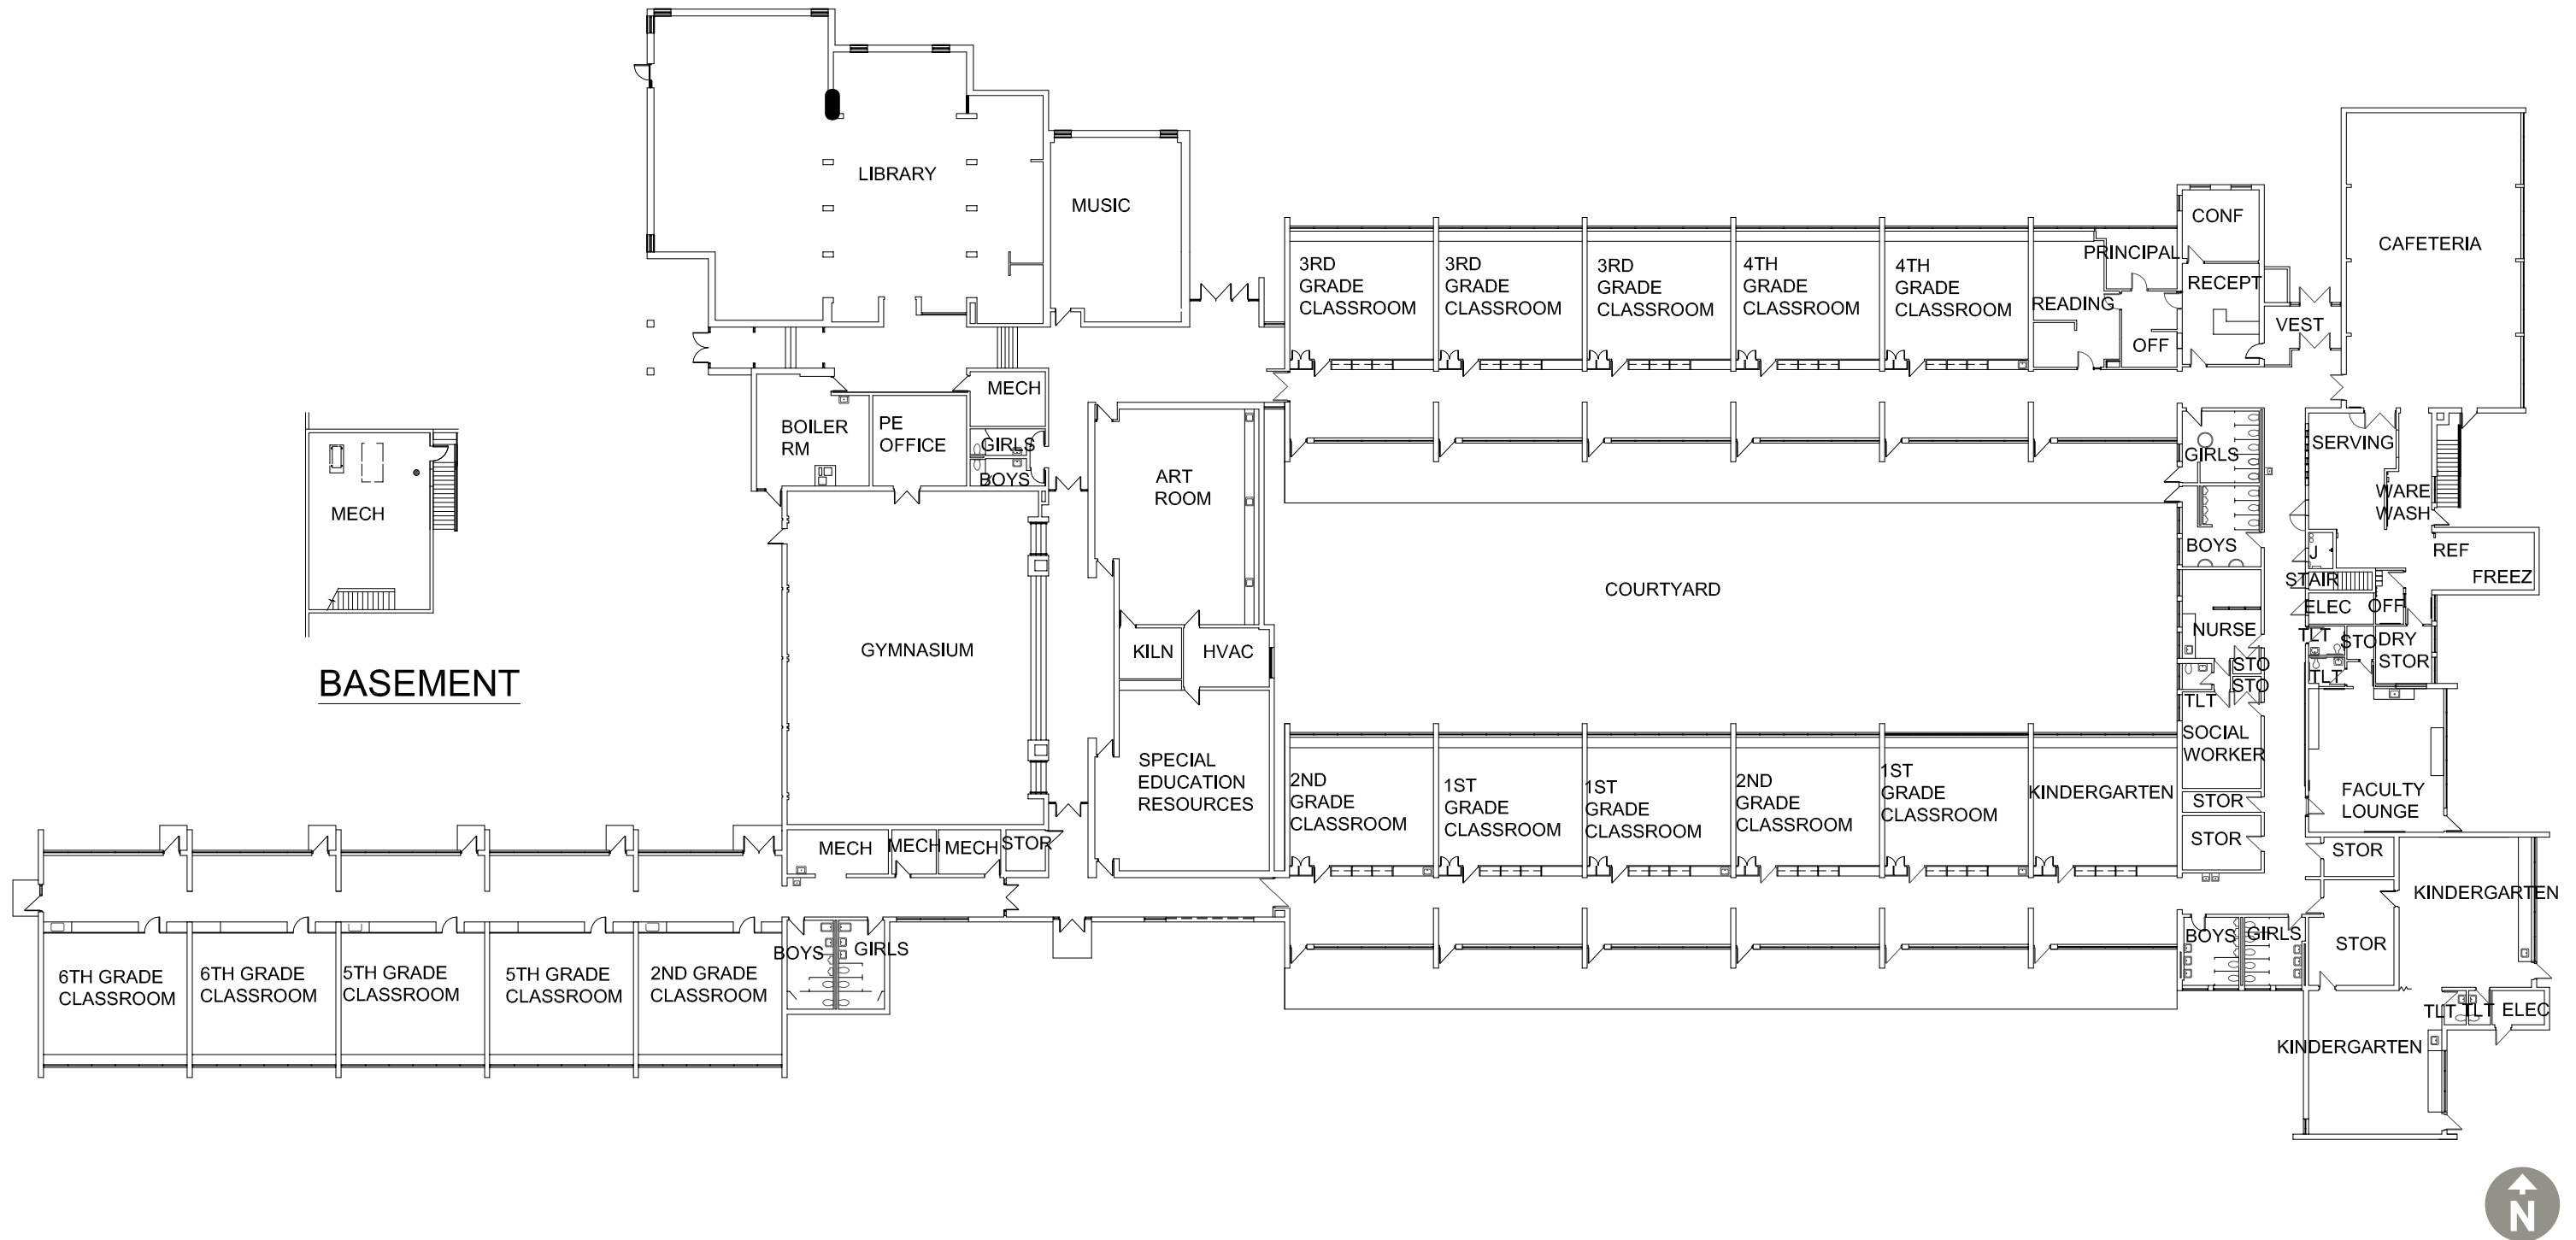 LIBRARY
MUSIC
CONF
CAFETERIA
PRINCIPAL
3RD
GRADE
CLASSROOM
3RD
GRADE
CLASSROOM
3RD
GRADE
CLASSROOM
4TH
GRADE
CLASSROOM
4TH
GRADE
CLASSROOM
READING
RECEPT
VEST
OFF
MECH
BOILER
RM
PE
OFFICE
GIRLS
BOYS
ART
ROOM
GIRLS
SERVING
WARE
WASH
MECH
BOYS
J
REF
FREEZ
STAIR
ELEC
OFF
COURTYARD
BASEMENT
GYMNASIUM
KILN
HVAC
NURSE
STO
STO
TLT
TLT
TLT
STO
DRY
STOR
SPECIAL
EDUCATION
RESOURCES
SOCIAL
WORKER
2ND
GRADE
CLASSROOM
1ST
GRADE
CLASSROOM
1ST
GRADE
CLASSROOM
2ND
GRADE
CLASSROOM
1ST
GRADE
CLASSROOM
KINDERGARTEN
STOR
STOR
FACULTY
LOUNGE
MECH
MECH
MECH
STOR
STOR
KINDERGARTEN
BOYS
GIRLS
BOYS
GIRLS
STOR
6TH GRADE
CLASSROOM
6TH GRADE
CLASSROOM
5TH GRADE
CLASSROOM
5TH GRADE
CLASSROOM
2ND GRADE
CLASSROOM
TLT
TLT
ELEC
KINDERGARTEN
N